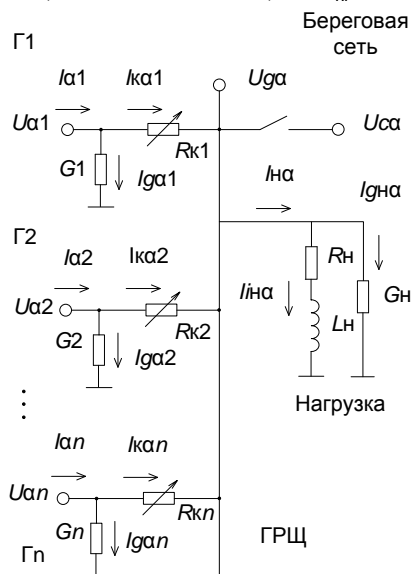 Береговая
сеть
Г1
Iα1 Iкα1
Ugα
Uα1
Rк1
Ucα
G1
Igα1
Iнα
Igнα
Г2
Iα2 Iкα2
Rн
Uα2
Rк2
Iiнα
Lн
Gн
G2
Igα2
Нагрузка
Iαn Iкαn
Uαn
Rкn
Gn
Igαn
ГРЩ
Гn